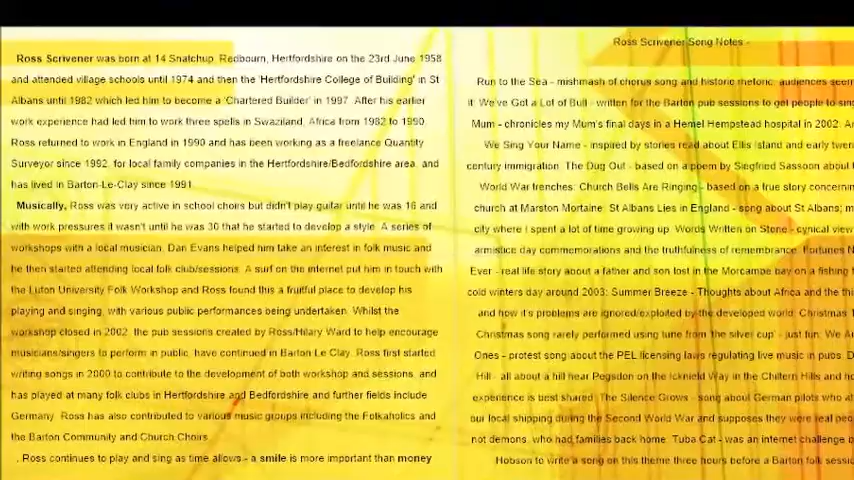 Ross Scrivener was born at 14 Snatchup, Redbourn, Hertfordshire on the 23rd June 1958
and attended village schools until 1974 and then the 'Hertfordshire College of Building' in St
Albans until 1982 which led him to become a 'Chartered Builder' in 1997. After his earlier
work experience had led him to work three spells in Swaziland, Africa from 1982 to 1990,
Ross returned to work in England in 1990 and has been working as a freelance Quantity
Surveyor since 1992, for local family companies in the Hertfordshire/Bedfordshire area, and
has lived in Barton-Le-Clay since 1991.
Musically, Ross was very active in school choirs but didn't play guitar until he was 16 and
with work pressures it wasn't until he was 30 that he started to develop a style. A series of
workshops with a local musician, Dan Evans helped him take an interest in folk music and
he then started attending local folk club/sessions. A surf on the internet put him in touch with
the Luton University Folk Workshop and Ross found this a fruitful place to develop his
playing and singing, with various public performances being undertaken. Whilst the
workshop closed in 2002, the pub sessions created by Ross/Hilary Ward to help encourage
musicians/singers to perform in public, have continued in Barton Le Clay. Ross first started
writing songs in 2000 to contribute to the development of both workshop and sessions, and
has played at many folk clubs in Hertfordshire and Bedfordshire and further fields include
Germany. Ross has also contributed to various music groups including the Folkaholics and
the Barton Community and Church Choirs.
. Ross continues to play and sing as time allows - a smile is more important than money
Ross Scrivener Song Notes -
Run to the Sea - mishmash of chorus song and historic rhetoric, audiences seem
it: We've Got a Lot of Bull - written for the Barton pub sessions to get people to sing
Mum - chronicles my Mum's final days in a Hemel Hempstead hospital in 2002: A
We Sing Your Name - inspired by stories read about Ellis Island and early twen
century immigration: The Dug Out - based on a poem by Siegfried Sassoon about
World War trenches: Church Bells Are Ringing - based on a true story concernin
church at Marston Mortaine: St Albans Lies in England - song about St Albans; m
city where I spent a lot of time growing up: Words Written on Stone - cynical view
armistice day commemorations and the truthfulness of remembrance: Fortunes N
Ever - real life story about a father and son lost in the Morcambe bay on a fishing
cold winters day around 2003: Summer Breeze - Thoughts about Africa and the thi
and how it's problems are ignored/exploited by the developed world: Christmas
Christmas song rarely performed using tune from 'the silver cup' - just fun: We A
Ones - protest song about the PEL licensing laws regulating live music in pubs: D
Hill - all about a hill near Pegsdon on the Icknield Way in the Chiltern Hills and ho
experience is best shared: The Silence Grows - song about German pilots who at
our local shipping during the Second World War and supposes they were real peo
not demons, who had families back home: Tuba Cat - was an internet challenge b
Hobson to write a song on this theme three hours before a Barton folk sessi